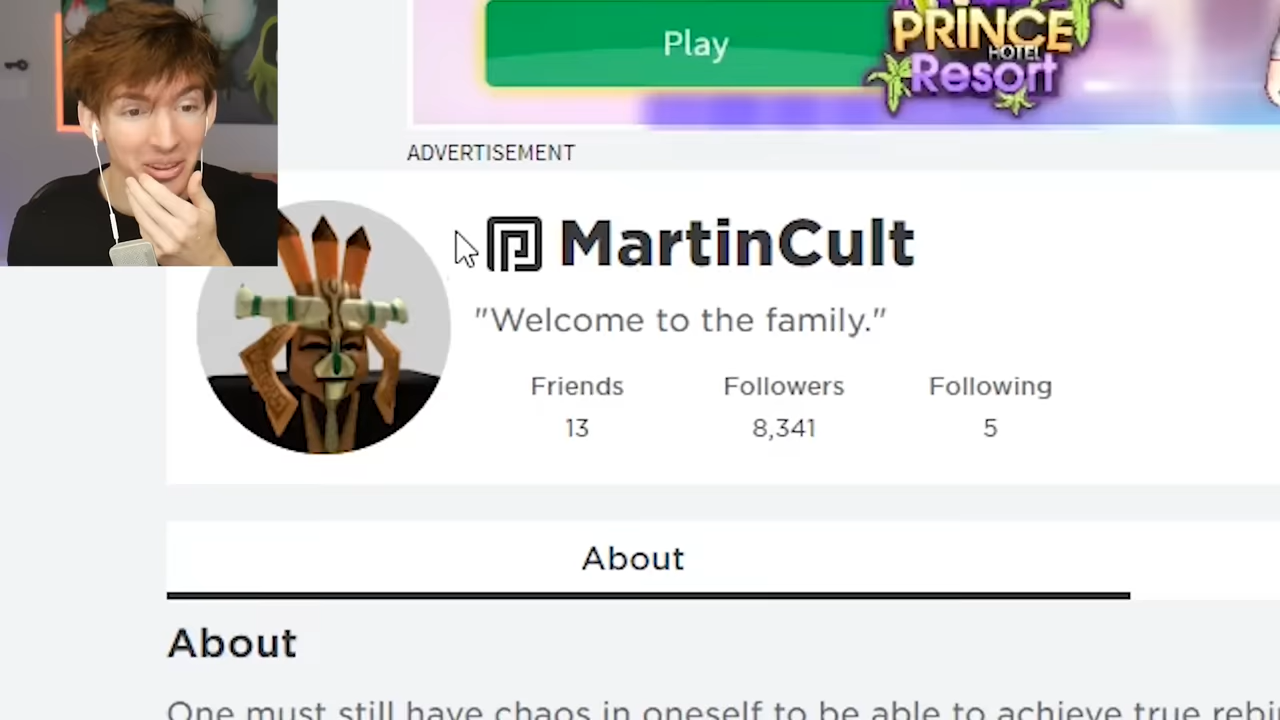 Play
PRINCE
HOTEL
Resort
ADVERTISEMENT
MartinCult
"Welcome to the family."
Friends Followers Following
13 8,341 5
About
About
One must still have chaos in oneself to be able to achieve true